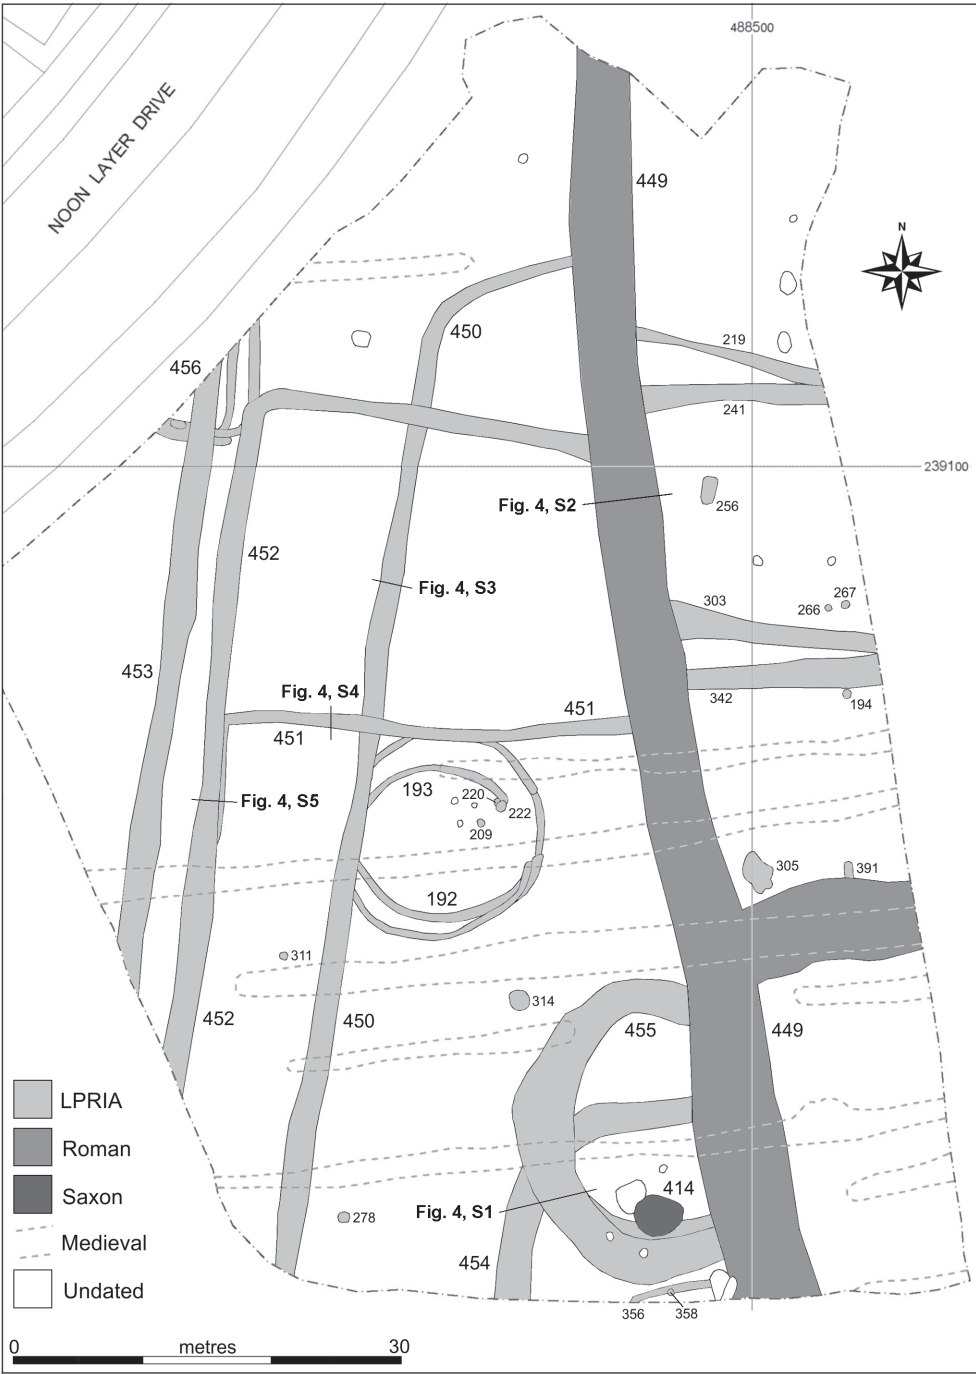 488500
NOON LAYER DRIVE
449
N
450
219
456
241
239100
Fig. 4, S2
256
452
Fig. 4, S3
267
266
303
453
Fig. 4, S4
342
194
451
451
193
220
Fig. 4, S5
222
209
305
391
192
311
314
452
450
455
449
LPRIA
Roman
414
Saxon
Fig. 4, S1
278
Medieval
454
Undated
356
358
0 metres 30